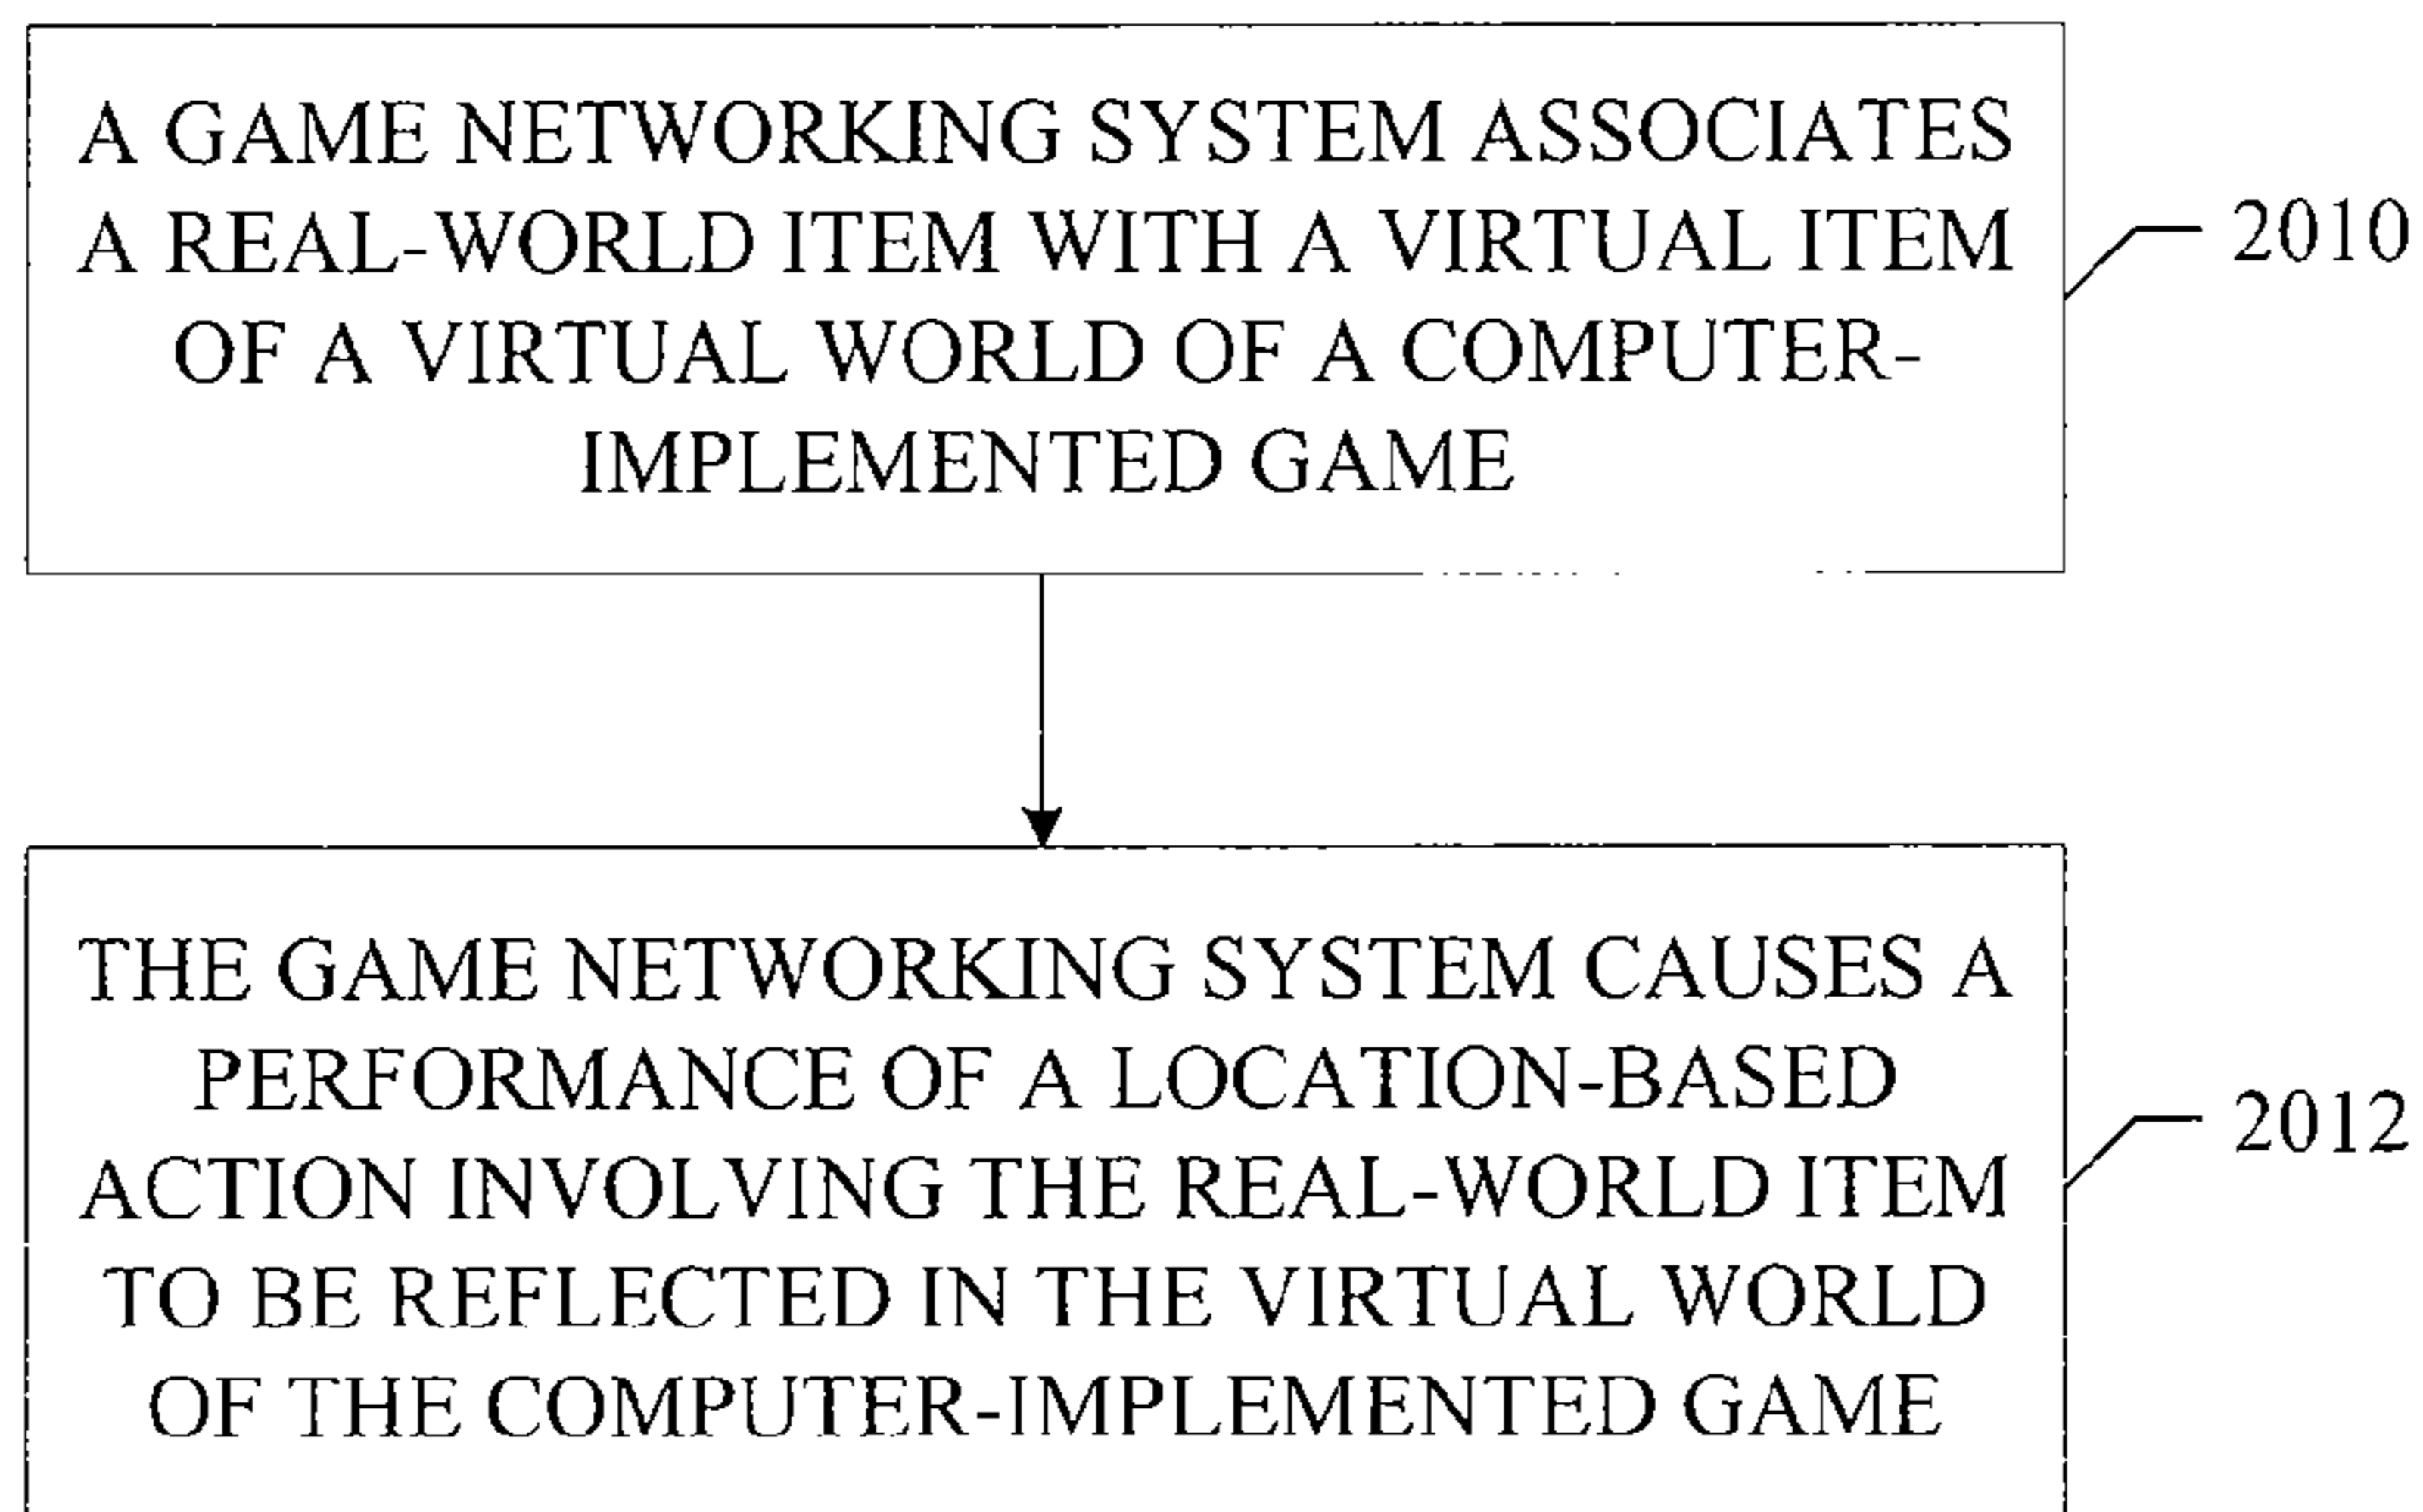 A GAME NETWORKING SYSTEM ASSOCIATES
A REAL-WORLD ITEM WITH A VIRTUAL ITEM
OF A VIRTUAL WORLD OF A COMPUTER-
IMPLEMENTED GAME
2010
THE GAME NETWORKING SYSTEM CAUSES A
PERFORMANCE OF A LOCATION-BASED
ACTION INVOLVING THE REAL-WORLD ITEM
TO BE REFLECTED IN THE VIRTUAL WORLD
OF THE COMPUTER-IMPLEMENTED GAME
2012